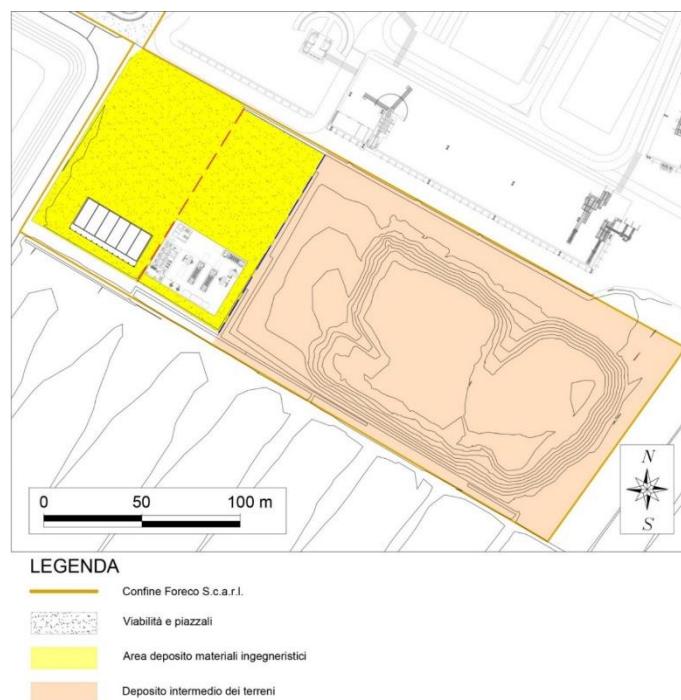 N
S
0 50 100 m
LEGENDA
Confine Foreco S.c.a.r.l.
Viabilità e piazzali
Area deposito materiali ingegneristici
Deposito intermedio dei terreni